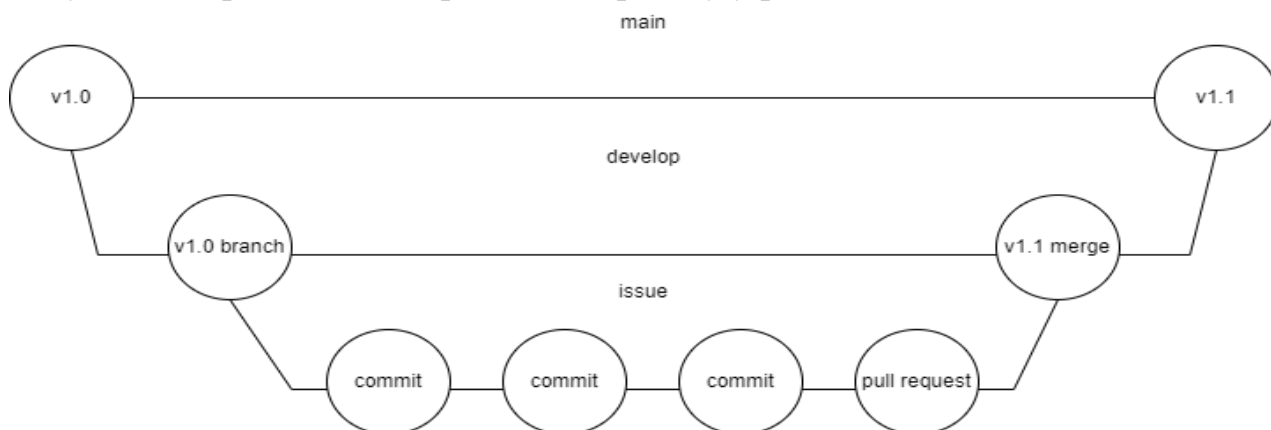 main
v1.0
v1.1
develop
v1.0 branch
v1.1 merge
issue
commit
commit
commit
pull request